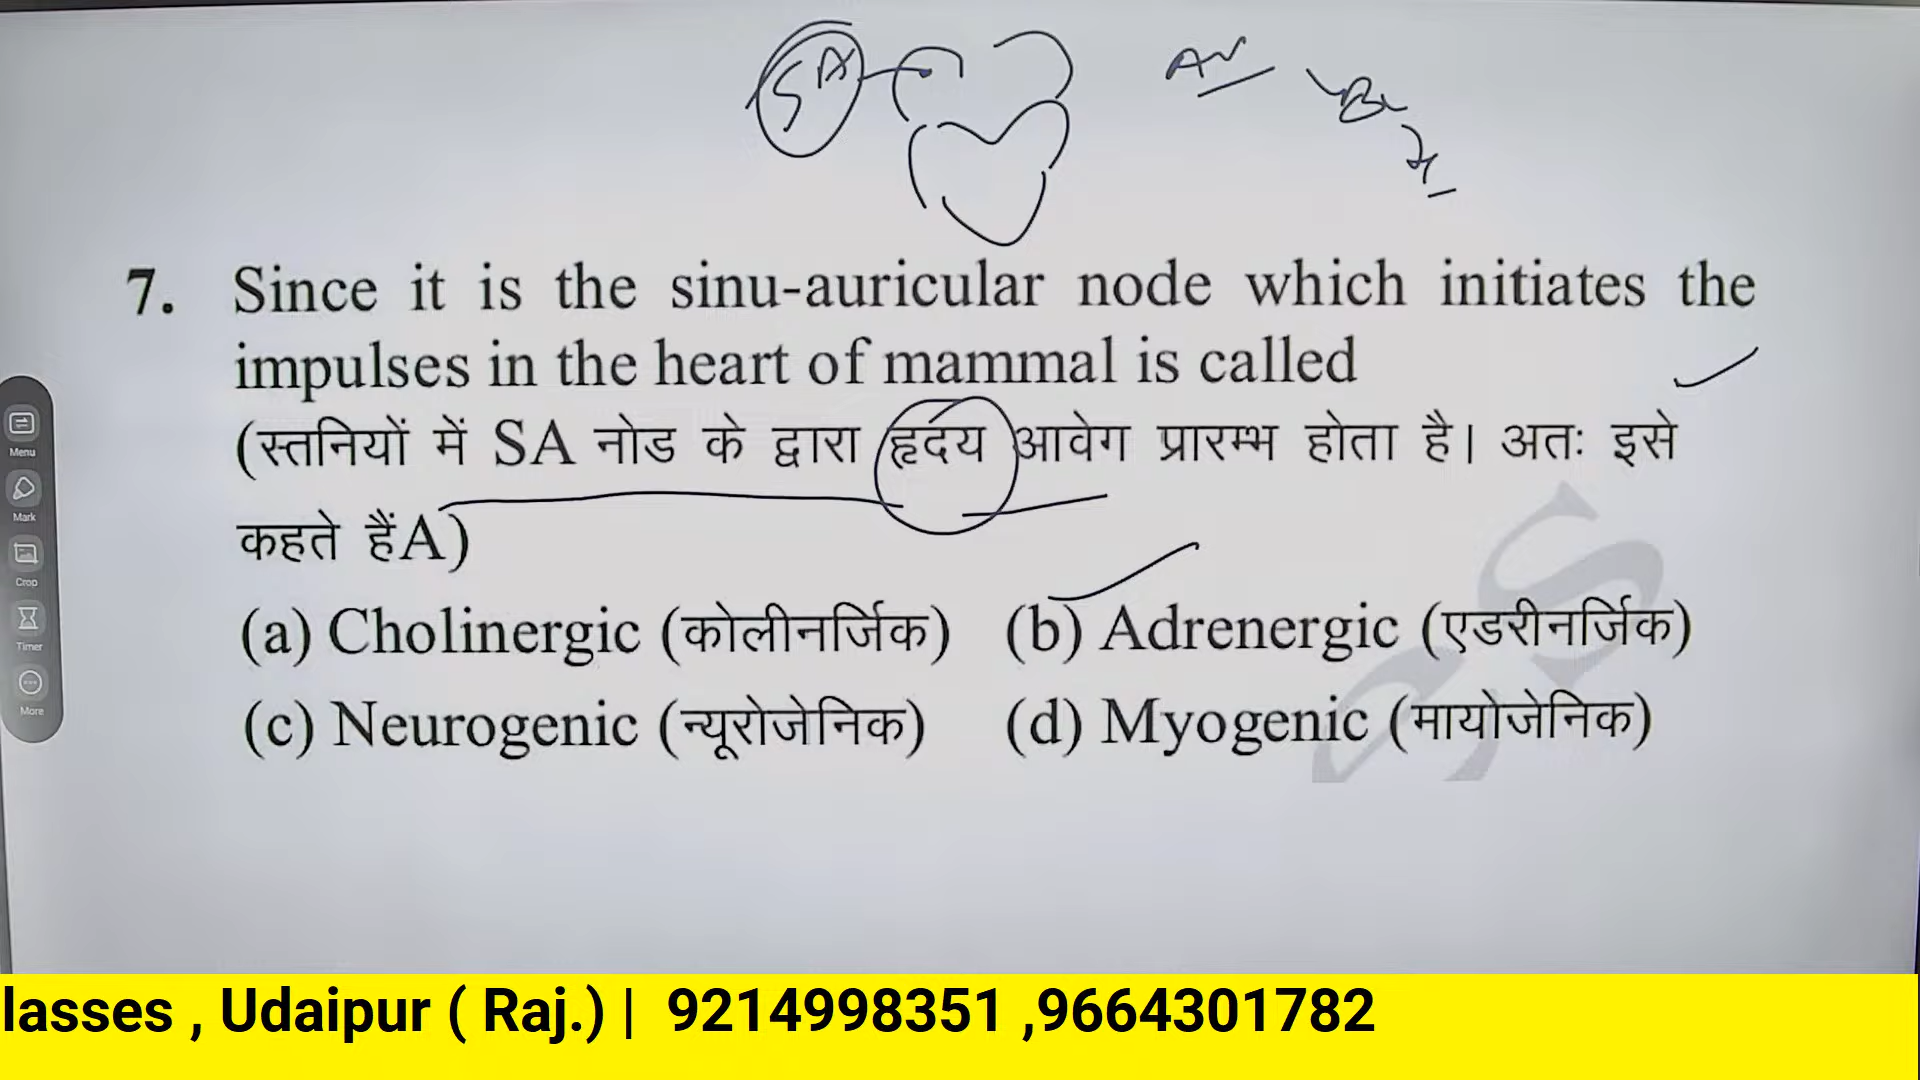 SA
AV
7. Since it is the sinu-auricular node which initiates the
impulses in the heart of mammal is called
(स्तनियों में SA नोड के द्वारा हृदय आवेग प्रारम्भ होता है। अतः इसे
कहते हैंA)
(a) Cholinergic (कोलीनर्जिक) (b) Adrenergic (एडरीनर्जिक)
(c) Neurogenic (न्यूरोजेनिक) (d) Myogenic (मायोजेनिक)
Menu
Mark
Crop
Timer
More
lasses , Udaipur ( Raj.) | 9214998351 ,9664301782